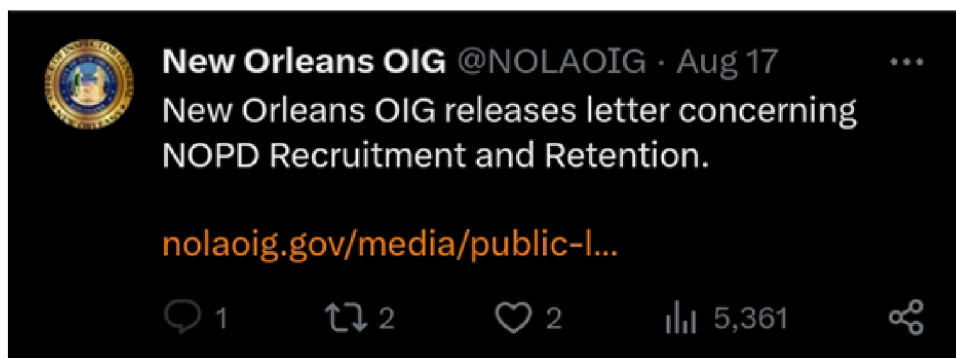 New Orleans OIG @NOLAOIG · Aug 17
New Orleans OIG releases letter concerning
NOPD Recruitment and Retention.
nolaoig.gov/media/public-l...
1 2 2 5,361